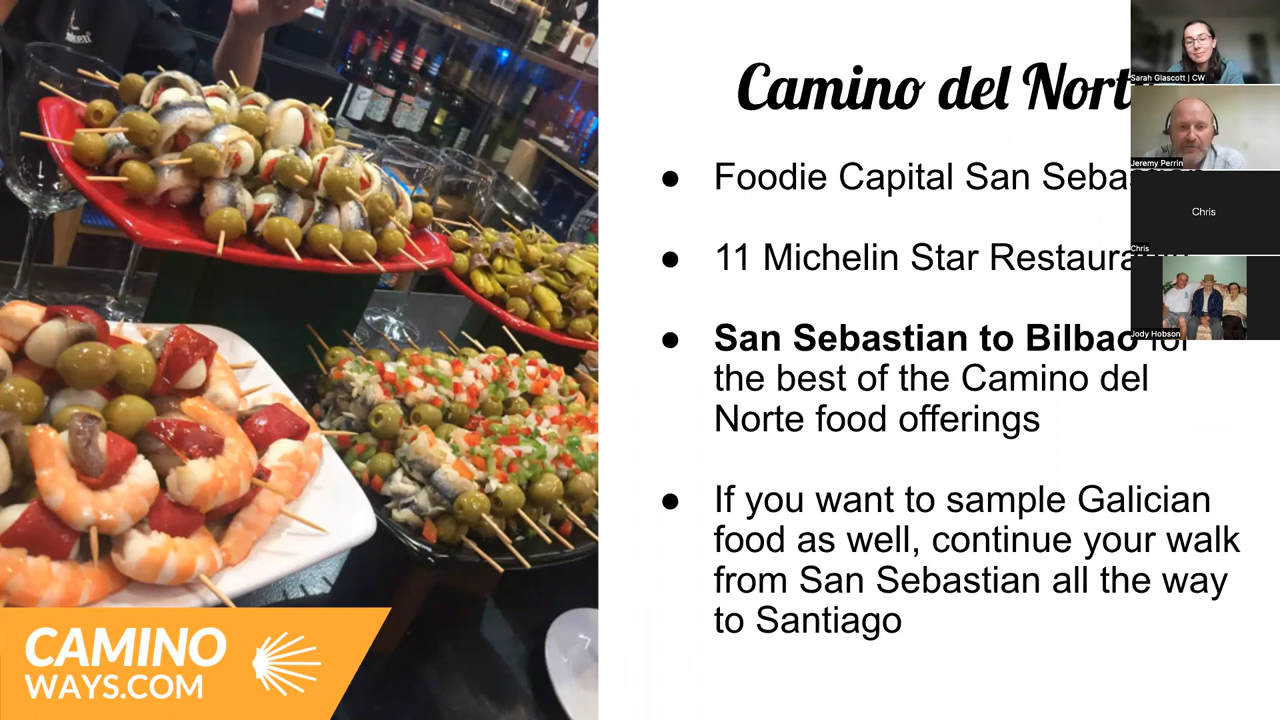 Camino del Nort
Sarah Glascott | CW
Jeremy Perrin
Foodie Capital San Seba
Chris
Chris
11 Michelin Star Restaura
Jody Hobson
San Sebastian to Bilbao for
the best of the Camino del
Norte food offerings
If you want to sample Galician
food as well, continue your walk
from San Sebastian all the way
to Santiago
CAMINO
WAYS.COM